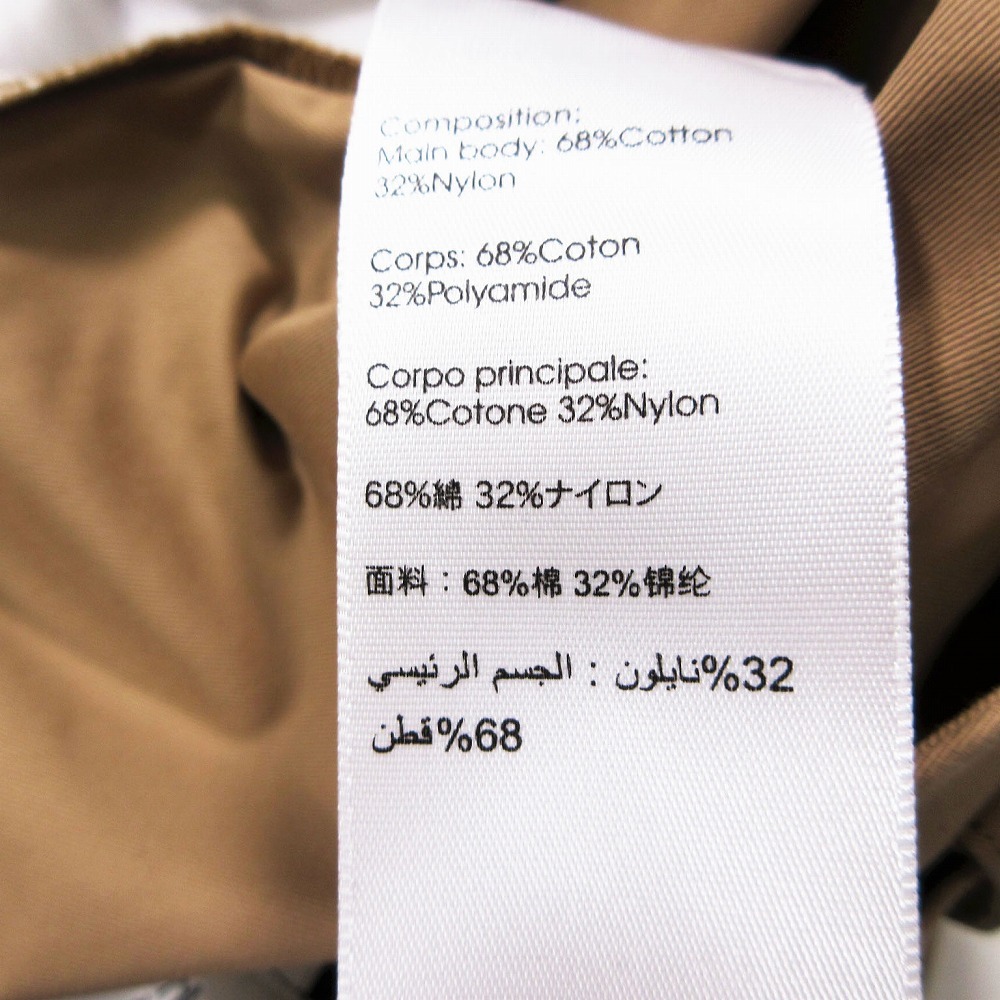 Composition:
Main body: 68%Cotton
32%Nylon
Corps: 68%Coton
32%Polyamide
Corpo principale:
68%Cotone 32%Nylon
68%綿 32%ナイロン
面料：68%棉 32%锦纶
الجسم الرئيسي : نايلون%32
قطن%68